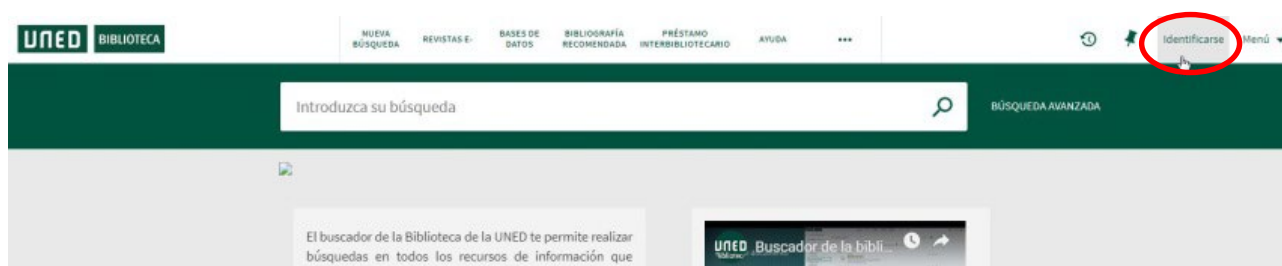 UNED BIBLIOTECA
NUEVA BÚSQUEDA
REVISTAS E-
BASES DE DATOS
BIBLIOGRAFÍA RECOMENDADA
PRÉSTAMO INTERBIBLIOTECARIO
AYUDA
•••
Identificarse
Menú
Introduzca su búsqueda
BÚSQUEDA AVANZADA
El buscador de la Biblioteca de la UNED te permite realizar
búsquedas en todos los recursos de información que
UNED Buscador de la bibli...